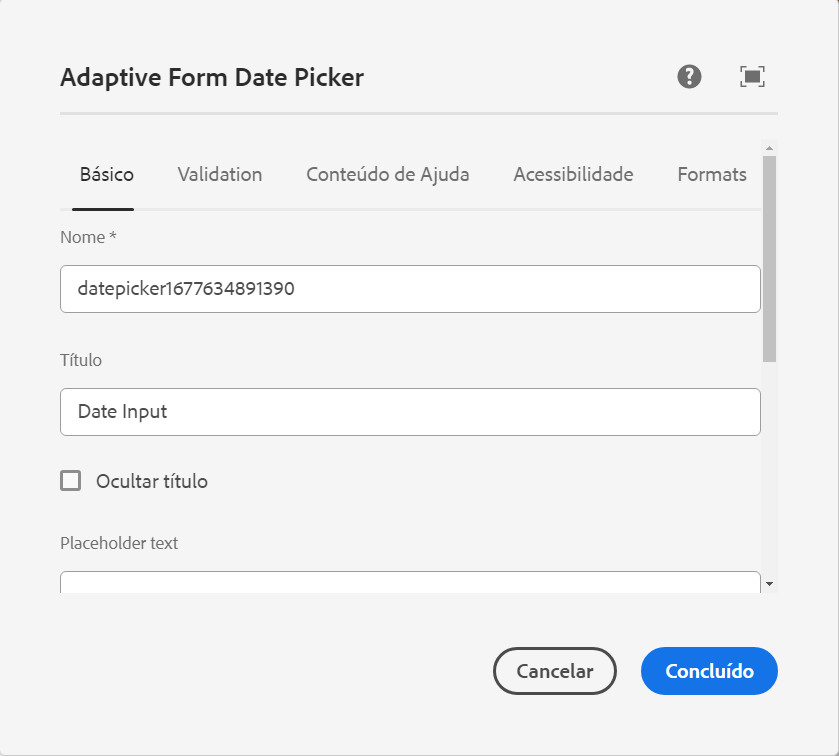 Adaptive Form Date Picker
Básico Validation Conteúdo de Ajuda Acessibilidade Formats
Nome *
datepicker1677634891390
Título
Date Input
Ocultar título
Placeholder text
Cancelar Concluído